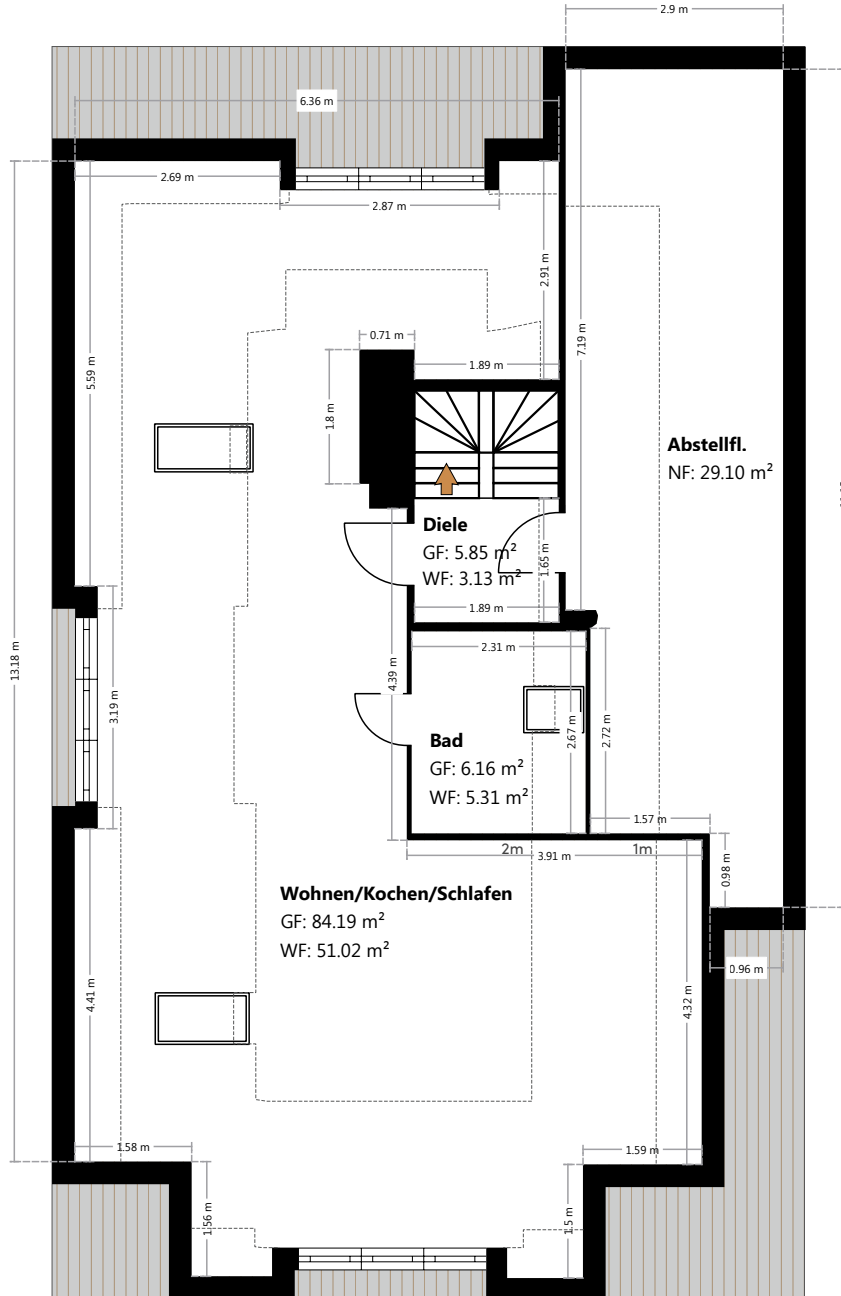 2.9 m
6.36 m
2.69 m
2.87 m
2.91 m
7.19 m
5.59 m
0.71 m
1.89 m
1.8 m
Abstellfl.
NF: 29.10 m²
Diele
GF: 5.85 m²
WF: 3.13 m²
1.65 m
1.89 m
2.31 m
13.18 m
3.19 m
4.39 m
Bad
GF: 6.16 m²
WF: 5.31 m²
2.67 m
2.72 m
1.57 m
2m
3.91 m
1m
0.98 m
Wohnen/Kochen/Schlafen
GF: 84.19 m²
WF: 51.02 m²
0.96 m
4.41 m
4.32 m
1.58 m
1.59 m
1.56 m
1.5 m